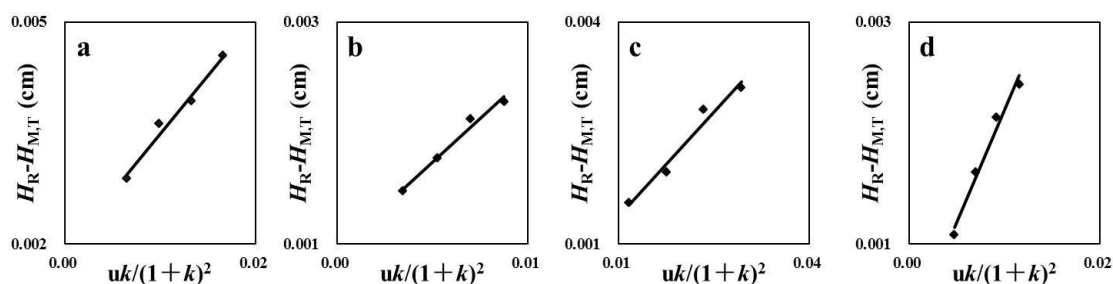 0.005
a
H_R-H_M,T (cm)
0.002
0.00
0.02
uk/(1+k)²
0.003
b
H_R-H_M,T (cm)
0.001
0.00
0.01
uk/(1+k)²
0.004
c
H_R-H_M,T (cm)
0.001
0.01
0.04
uk/(1+k)²
0.003
d
H_R-H_M,T (cm)
0.001
0.00
0.02
uk/(1+k)²